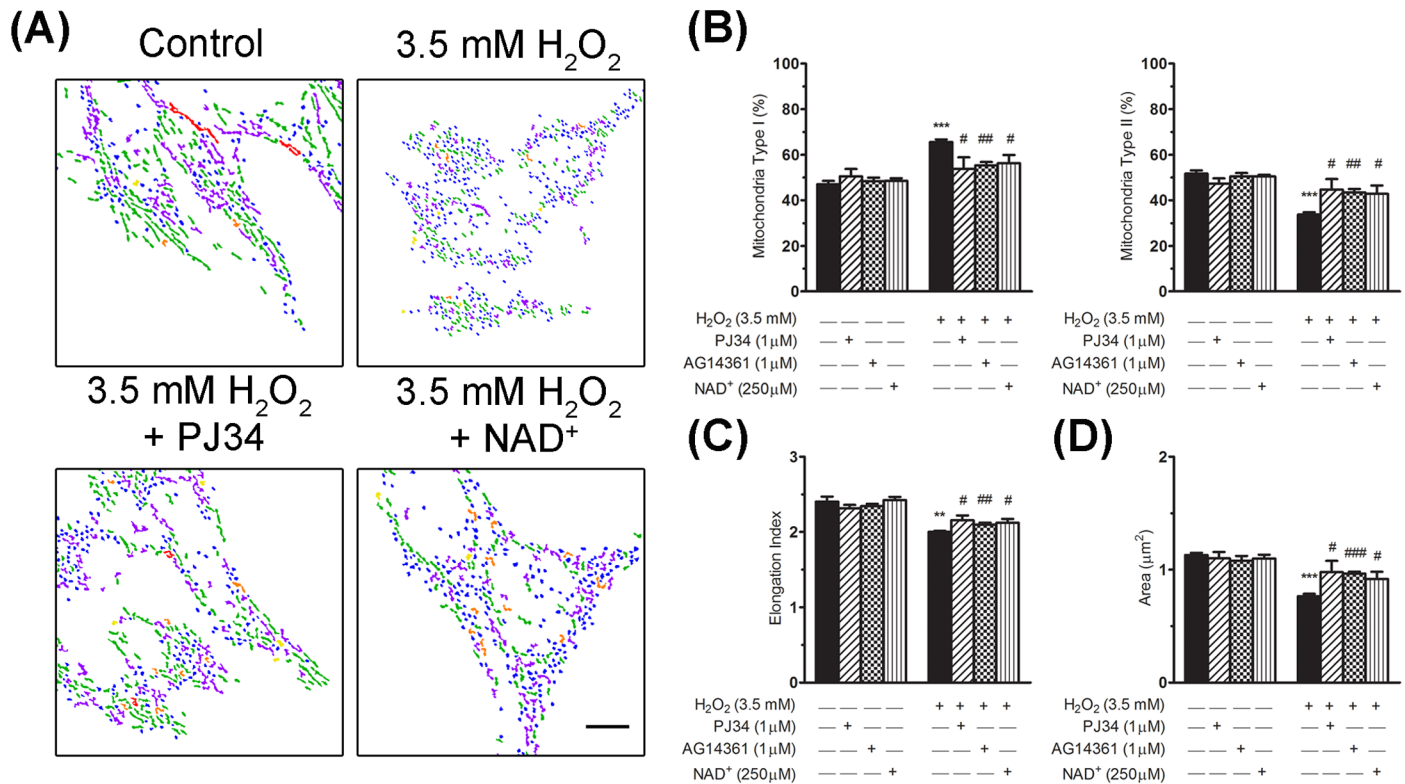 (A)
Control
3.5 mM H₂O₂
3.5 mM H₂O₂
+ PJ34
3.5 mM H₂O₂
+ NAD⁺
(B)
Mitochondria Type I (%)
100
80
60
40
20
0
*** # ## #
H₂O₂ (3.5 mM) — — — — + + + +
PJ34 (1μM) — + — — — + — —
AG14361 (1μM) — — + — — — + —
NAD⁺ (250μM) — — — + — — — +
Mitochondria Type II (%)
100
80
60
40
20
0
*** # ## #
H₂O₂ (3.5 mM) — — — — + + + +
PJ34 (1μM) — + — — — + — —
AG14361 (1μM) — — + — — — + —
NAD⁺ (250μM) — — — + — — — +
(C)
Elongation Index
3
2
1
0
** # ## #
H₂O₂ (3.5 mM) — — — — + + + +
PJ34 (1μM) — + — — — + — —
AG14361 (1μM) — — + — — — + —
NAD⁺ (250μM) — — — + — — — +
(D)
Area (μm²)
2
1
0
*** # ### #
H₂O₂ (3.5 mM) — — — — + + + +
PJ34 (1μM) — + — — — + — —
AG14361 (1μM) — — + — — — + —
NAD⁺ (250μM) — — — + — — — +